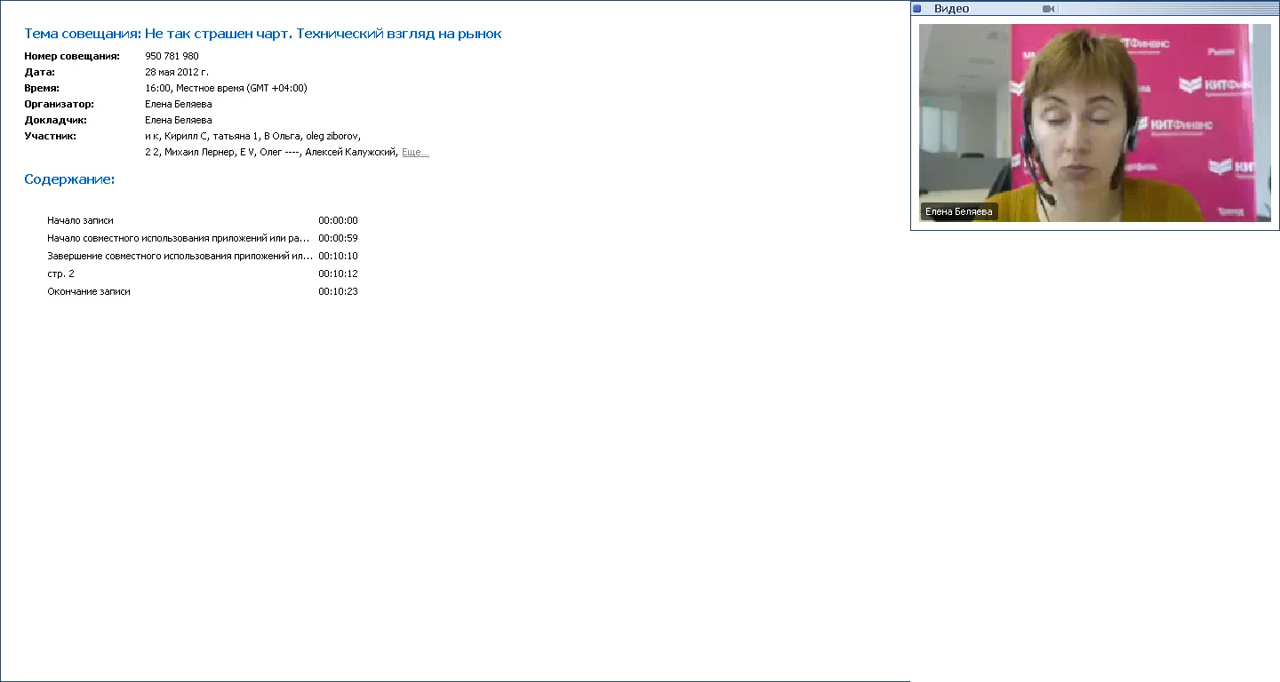 Тема совещания: Не так страшен чарт. Технический взгляд на рынок
Номер совещания: 950 781 980
Дата: 28 мая 2012 г.
Время: 16:00, Местное время (GMT +04:00)
Организатор: Елена Беляева
Докладчик: Елена Беляева
Участник: и к, Кирилл С, татьяна 1, В Ольга, oleg ziborov,
2 2, Михаил Лернер, E V, Олег ----, Алексей Калужский, Еще...
Содержание:
Начало записи 00:00:00
Начало совместного использования приложений или ра... 00:00:59
Завершение совместного использования приложений ил... 00:10:10
стр. 2 00:10:12
Окончание записи 00:10:23
Видео
КИТФинанс
КИТФинанс
Елена Беляева